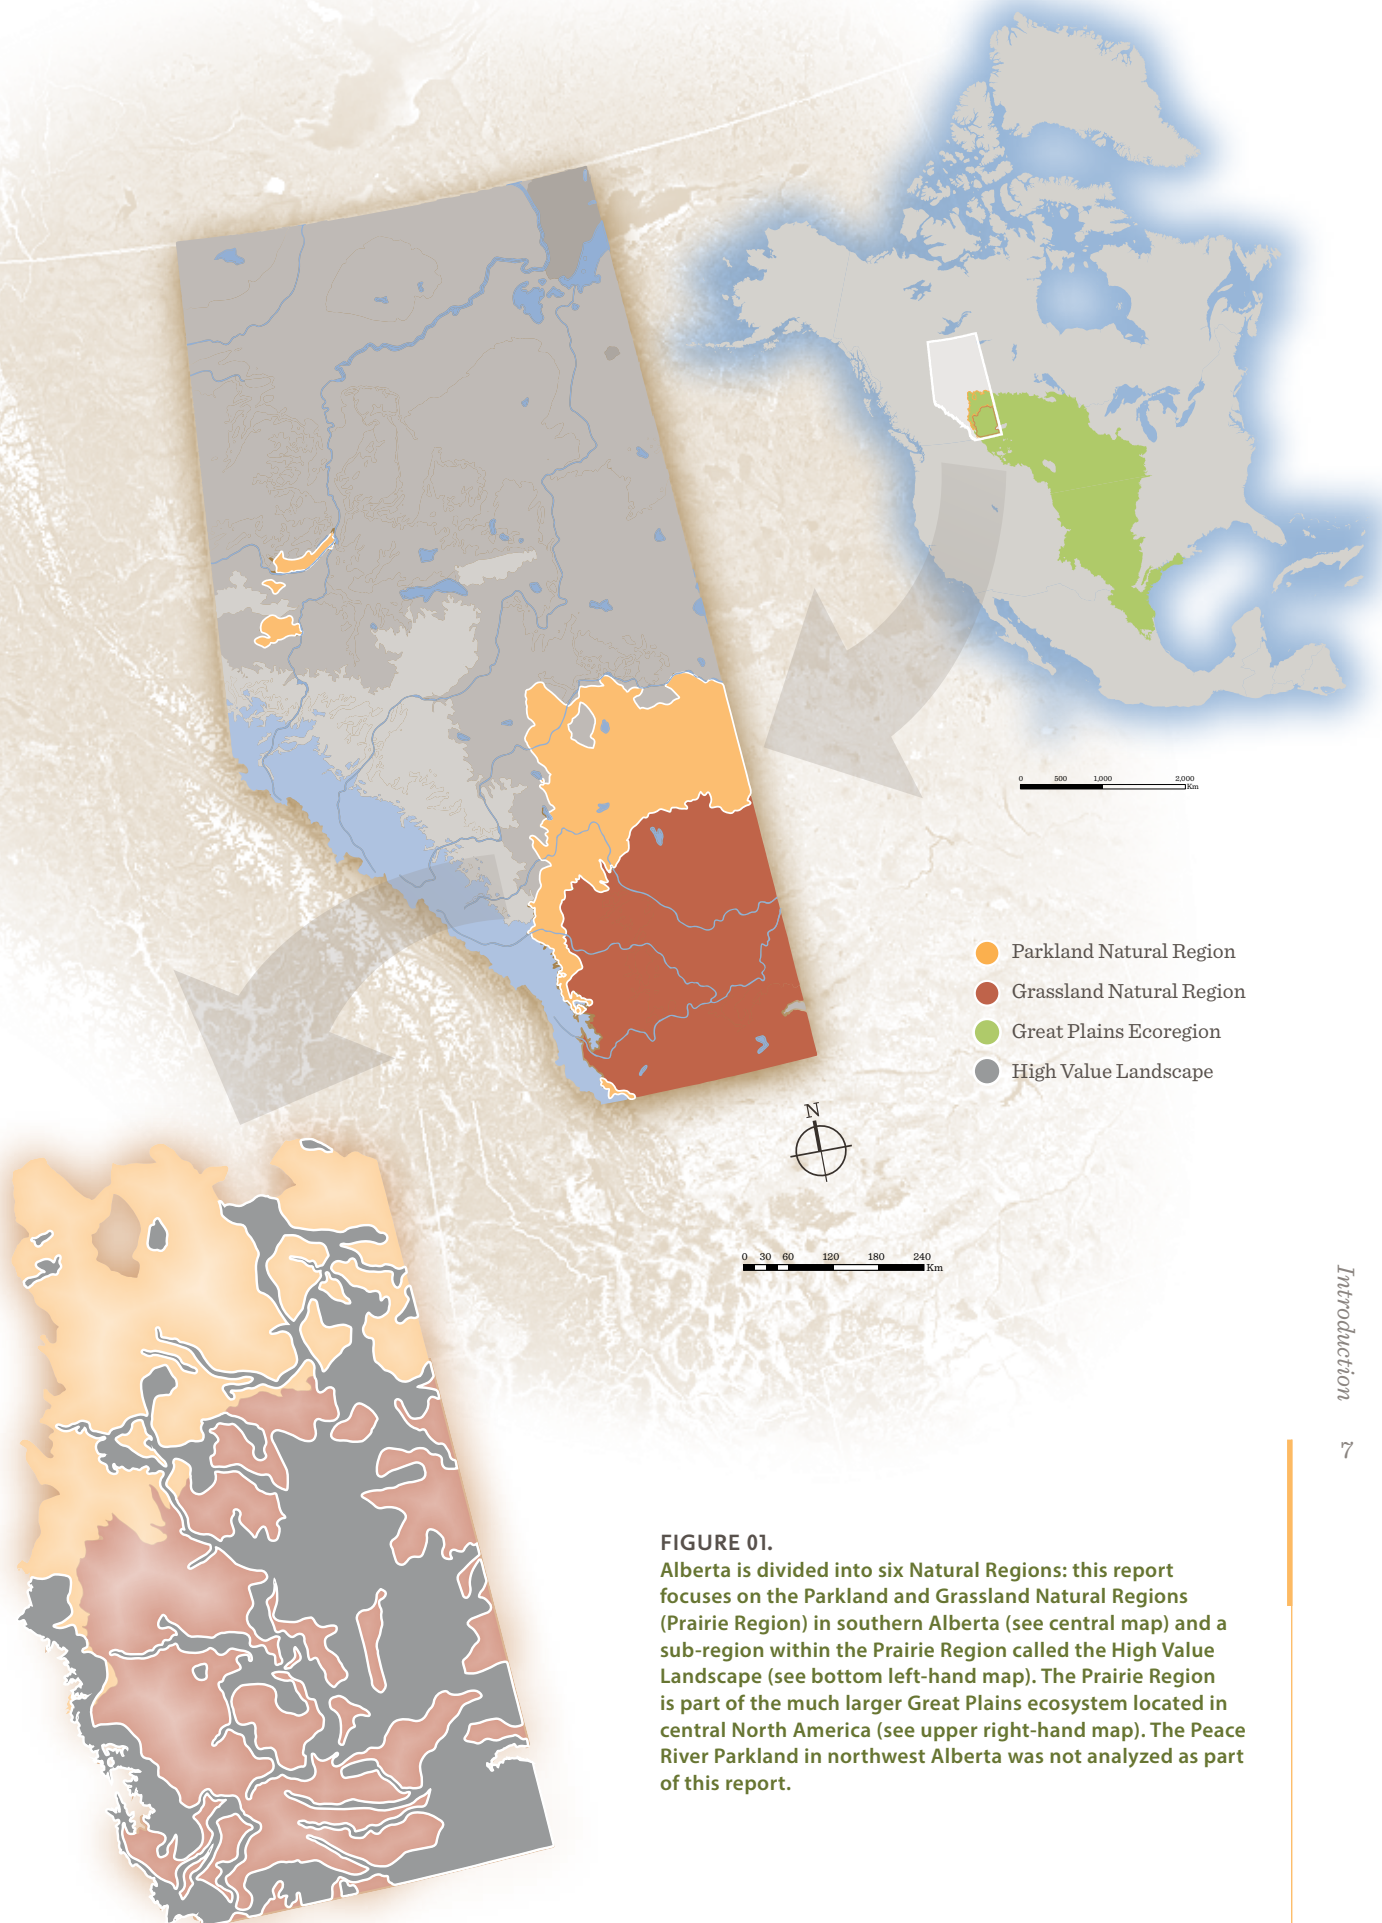 0 500 1,000 2,000
Km
Parkland Natural Region
Grassland Natural Region
Great Plains Ecoregion
High Value Landscape
N
0 30 60 120 180 240
Km
Introduction
7
FIGURE 01.
Alberta is divided into six Natural Regions: this report
focuses on the Parkland and Grassland Natural Regions
(Prairie Region) in southern Alberta (see central map) and a
sub-region within the Prairie Region called the High Value
Landscape (see bottom left-hand map). The Prairie Region
is part of the much larger Great Plains ecosystem located in
central North America (see upper right-hand map). The Peace
River Parkland in northwest Alberta was not analyzed as part
of this report.